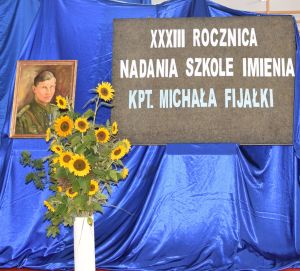 XXXIII ROCZNICA
NADANIA SZKOLE IMIENIA
KPT. MICHAŁA FIJAŁKI